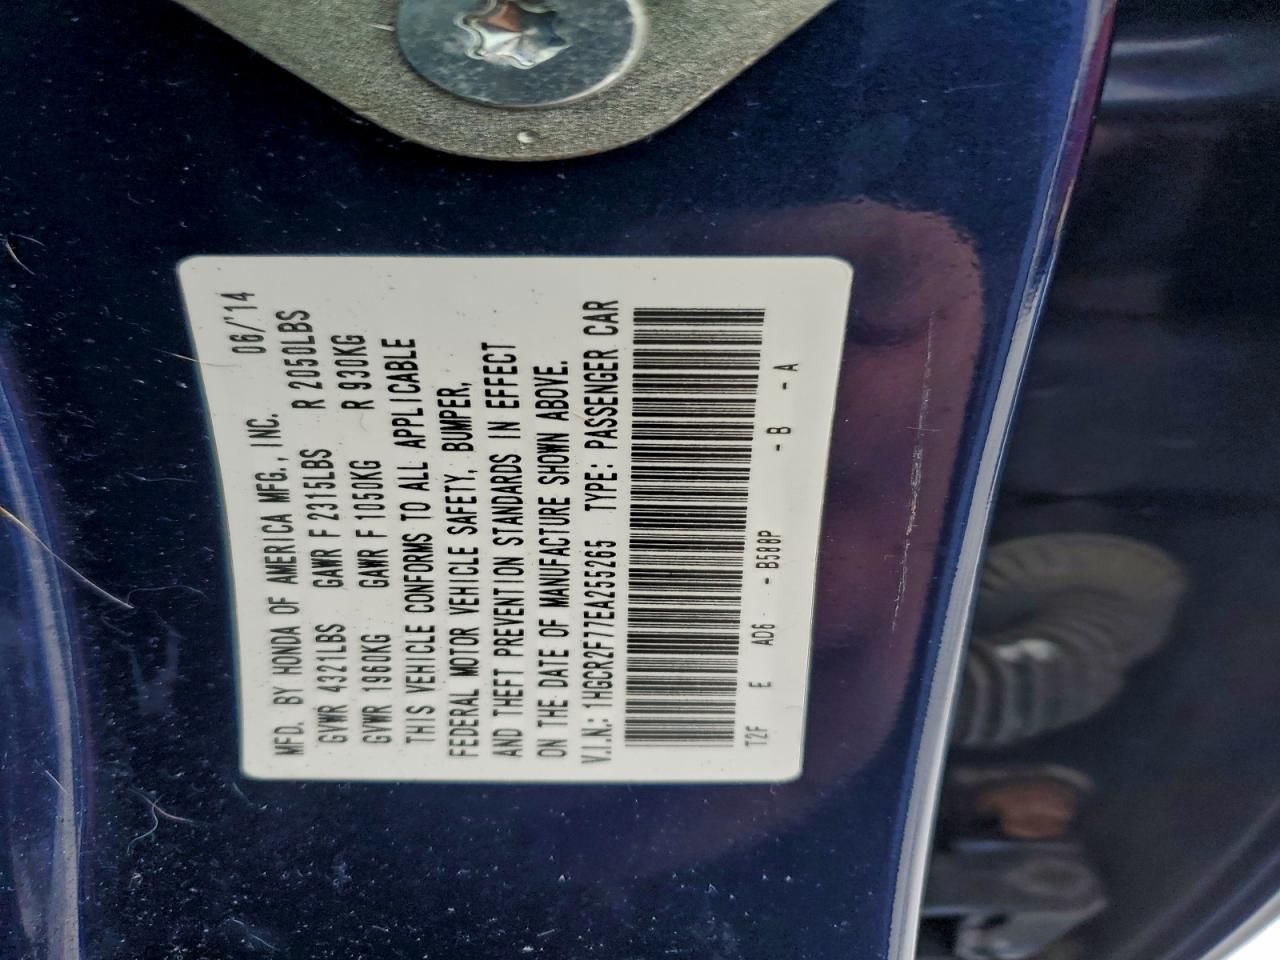 MFD. BY HONDA OF AMERICA MFG., INC. 06/'14
GVWR 4321LBS GAWR F 2315LBS R 2050LBS
GVWR 1960KG GAWR F 1050KG R 930KG
THIS VEHICLE CONFORMS TO ALL APPLICABLE
FEDERAL MOTOR VEHICLE SAFETY, BUMPER,
AND THEFT PREVENTION STANDARDS IN EFFECT
ON THE DATE OF MANUFACTURE SHOWN ABOVE.
V.I.N.: 1HGCR2F77EA255265 TYPE: PASSENGER CAR
T2F E AD6 - B588P - B - A